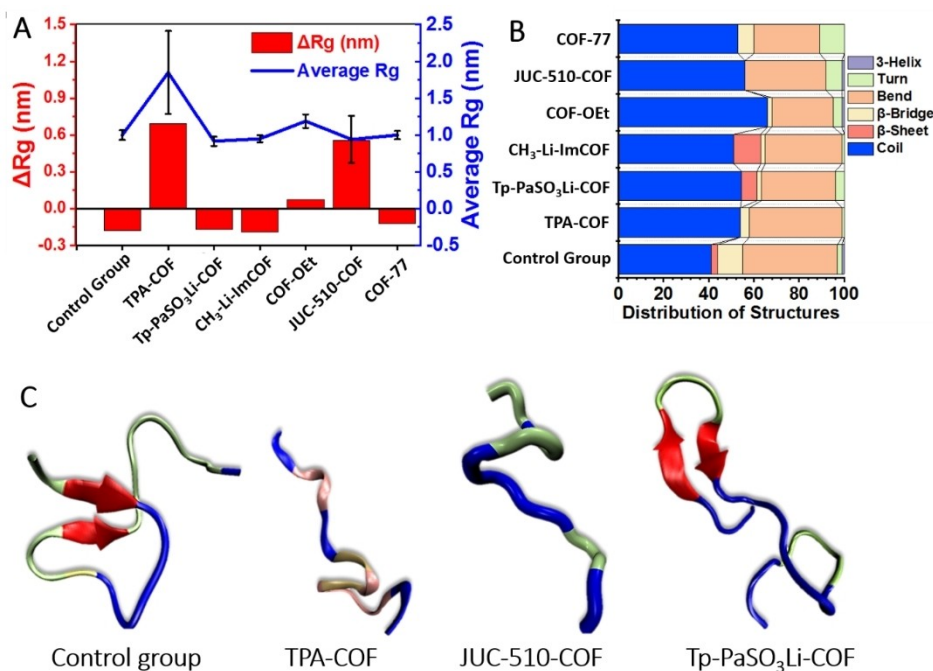 A
ΔRg (nm)
Average Rg (nm)
ΔRg (nm)
1.5
1.2
0.9
0.6
0.3
0.0
-0.3
Average Rg (nm)
2.5
2.0
1.5
1.0
0.5
0.0
-0.5
Control Group
TPA-COF
Tp-PaSO₃Li-COF
CH₃-Li-ImCOF
COF-OEt
JUC-510-COF
COF-77
B
COF-77
JUC-510-COF
COF-OEt
CH₃-Li-ImCOF
Tp-PaSO₃Li-COF
TPA-COF
Control Group
0 20 40 60 80 100
Distribution of Structures
3-Helix
Turn
Bend
β-Bridge
β-Sheet
Coil
C
Control group
TPA-COF
JUC-510-COF
Tp-PaSO₃Li-COF